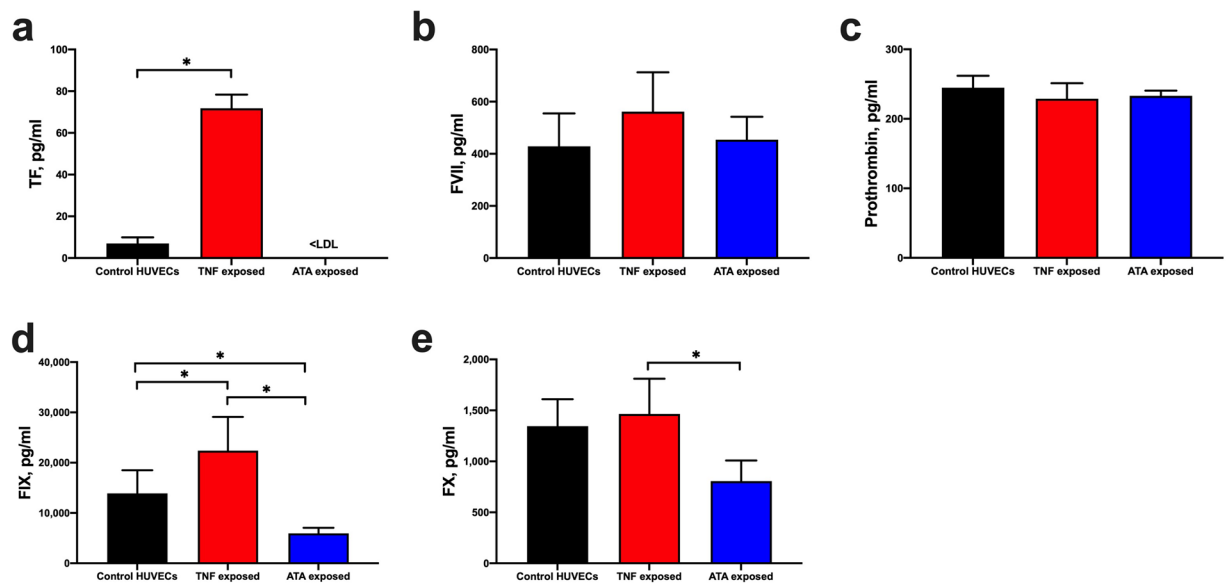 a
TF, pg/ml
100
80
60
40
20
0
*
<LDL
Control HUVECs TNF exposed ATA exposed
b
FVII, pg/ml
800
600
400
200
0
Control HUVECs TNF exposed ATA exposed
c
Prothrombin, pg/ml
300
200
100
0
Control HUVECs TNF exposed ATA exposed
d
FIX, pg/ml
40,000
30,000
20,000
10,000
0
*
*
*
Control HUVECs TNF exposed ATA exposed
e
FX, pg/ml
2,000
1,500
1,000
500
0
*
Control HUVECs TNF exposed ATA exposed